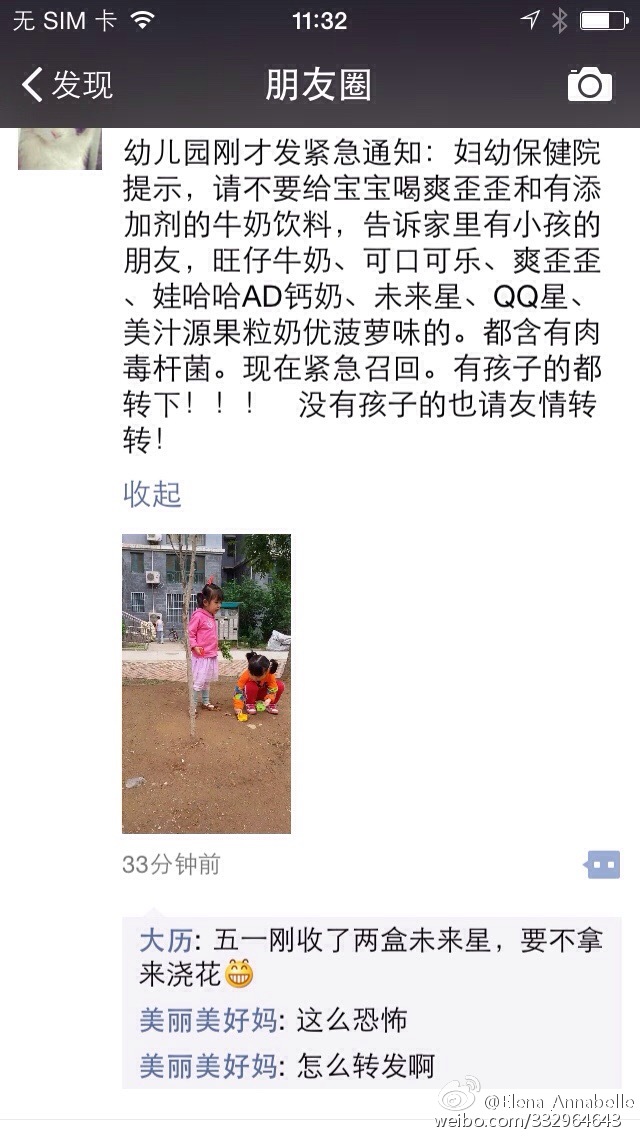 无 SIM 卡 11:32
发现 朋友圈
幼儿园刚才发紧急通知：妇幼保健院
提示，请不要给宝宝喝爽歪歪和有添
加剂的牛奶饮料，告诉家里有小孩的
朋友，旺仔牛奶、可口可乐、爽歪歪
、娃哈哈AD钙奶、未来星、QQ星、
美汁源果粒奶优菠萝味的。都含有肉
毒杆菌。现在紧急召回。有孩子的都
转下！！！ 没有孩子的也请友情转
转！
收起
33分钟前
大历: 五一刚收了两盒未来星，要不拿
来浇花😁
美丽美好妈: 这么恐怖
美丽美好妈: 怎么转发啊
@Elena_Annabelle
weibo.com/332964643